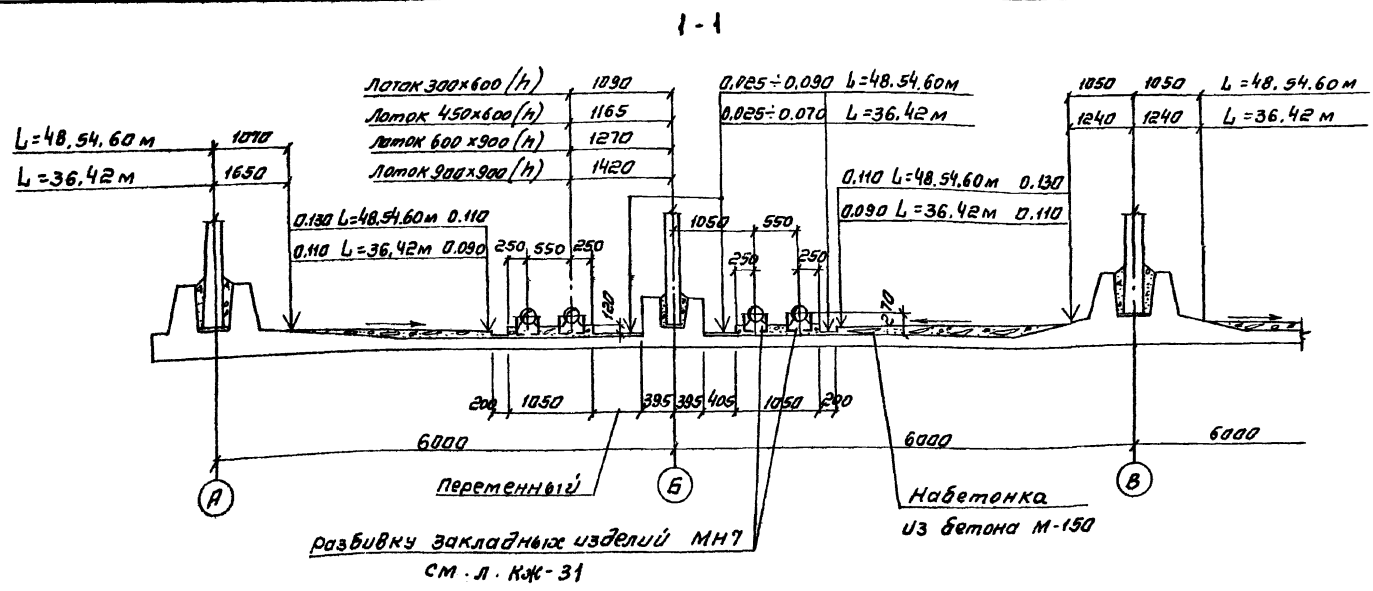 1-1
Лоток 300×600 (h) 1090
Лоток 450×600 (h) 1165
Лоток 600×900 (h) 1270
Лоток 900×900 (h) 1420
0.025÷0.090 L=48.54.60м
0.025÷0.070 L=36.42м
1050 1050 L=48.54.60м
1240 1240 L=36.42м
L=48.54.60м 1070
L=36.42м 1650
0.130 L=48.54.60м 0.110
0.110 L=36.42м 0.090
0.110 L=48.54.60м 0.130
0.090 L=36.42м 0.110
250 550 250
1050 550
250 250
120
270
200 1050 395 395 405 1050 200
6000 6000 6000
А Б В
Переменный
Набетонка
из бетона М-150
разбивку закладных изделий МН7
см. л. КЖ-31